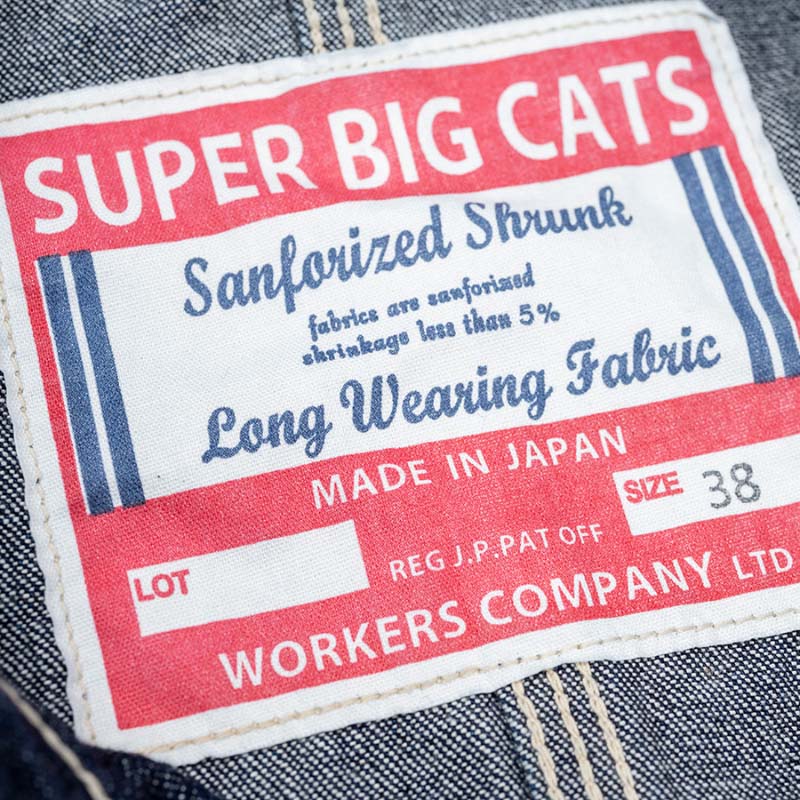 SUPER BIG CATS
Sanforized Shrunk
fabrics are sanforized
shrinkage less than 5%
Long Wearing Fabric
MADE IN JAPAN
SIZE 38
LOT
REG J.P.PAT OFF
WORKERS COMPANY LTD